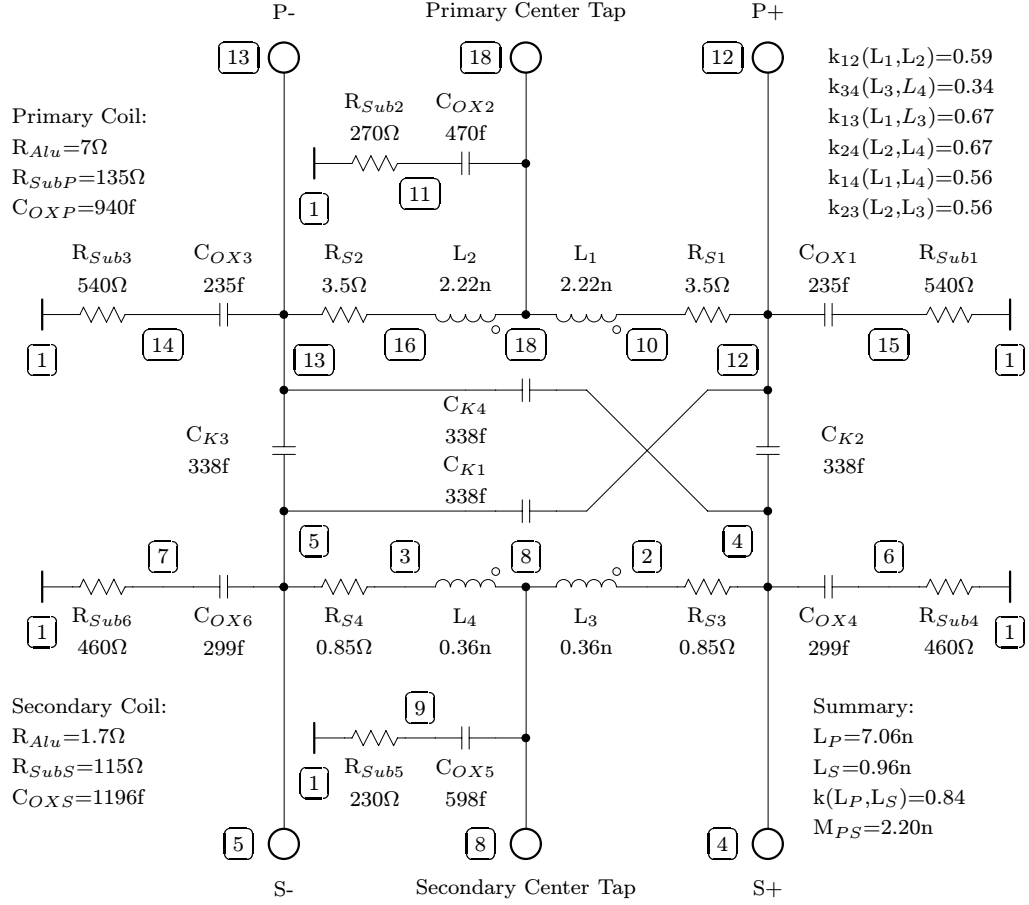 P- Primary Center Tap P+
13 18 12
k12(L1,L2)=0.59
k34(L3,L4)=0.34
k13(L1,L3)=0.67
k24(L2,L4)=0.67
k14(L1,L4)=0.56
k23(L2,L3)=0.56
Primary Coil:
RAlu=7Ω
RSubP=135Ω
COXP=940f
RSub2 COX2
270Ω 470f
1 11
RSub3 COX3 RS2 L2 L1 RS1 COX1 RSub1
540Ω 235f 3.5Ω 2.22n 2.22n 3.5Ω 235f 540Ω
1 14 13 16 18 10 12 15 1
CK4
338f
CK3 CK2
338f 338f
CK1
338f
7 5 3 8 2 4 6
1 RSub6 COX6 RS4 L4 L3 RS3 COX4 RSub4 1
460Ω 299f 0.85Ω 0.36n 0.36n 0.85Ω 299f 460Ω
Secondary Coil:
RAlu=1.7Ω
RSubS=115Ω
COXS=1196f
9
1 RSub5 COX5
230Ω 598f
Summary:
LP=7.06n
LS=0.96n
k(LP,LS)=0.84
MPS=2.20n
5 8 4
S- Secondary Center Tap S+